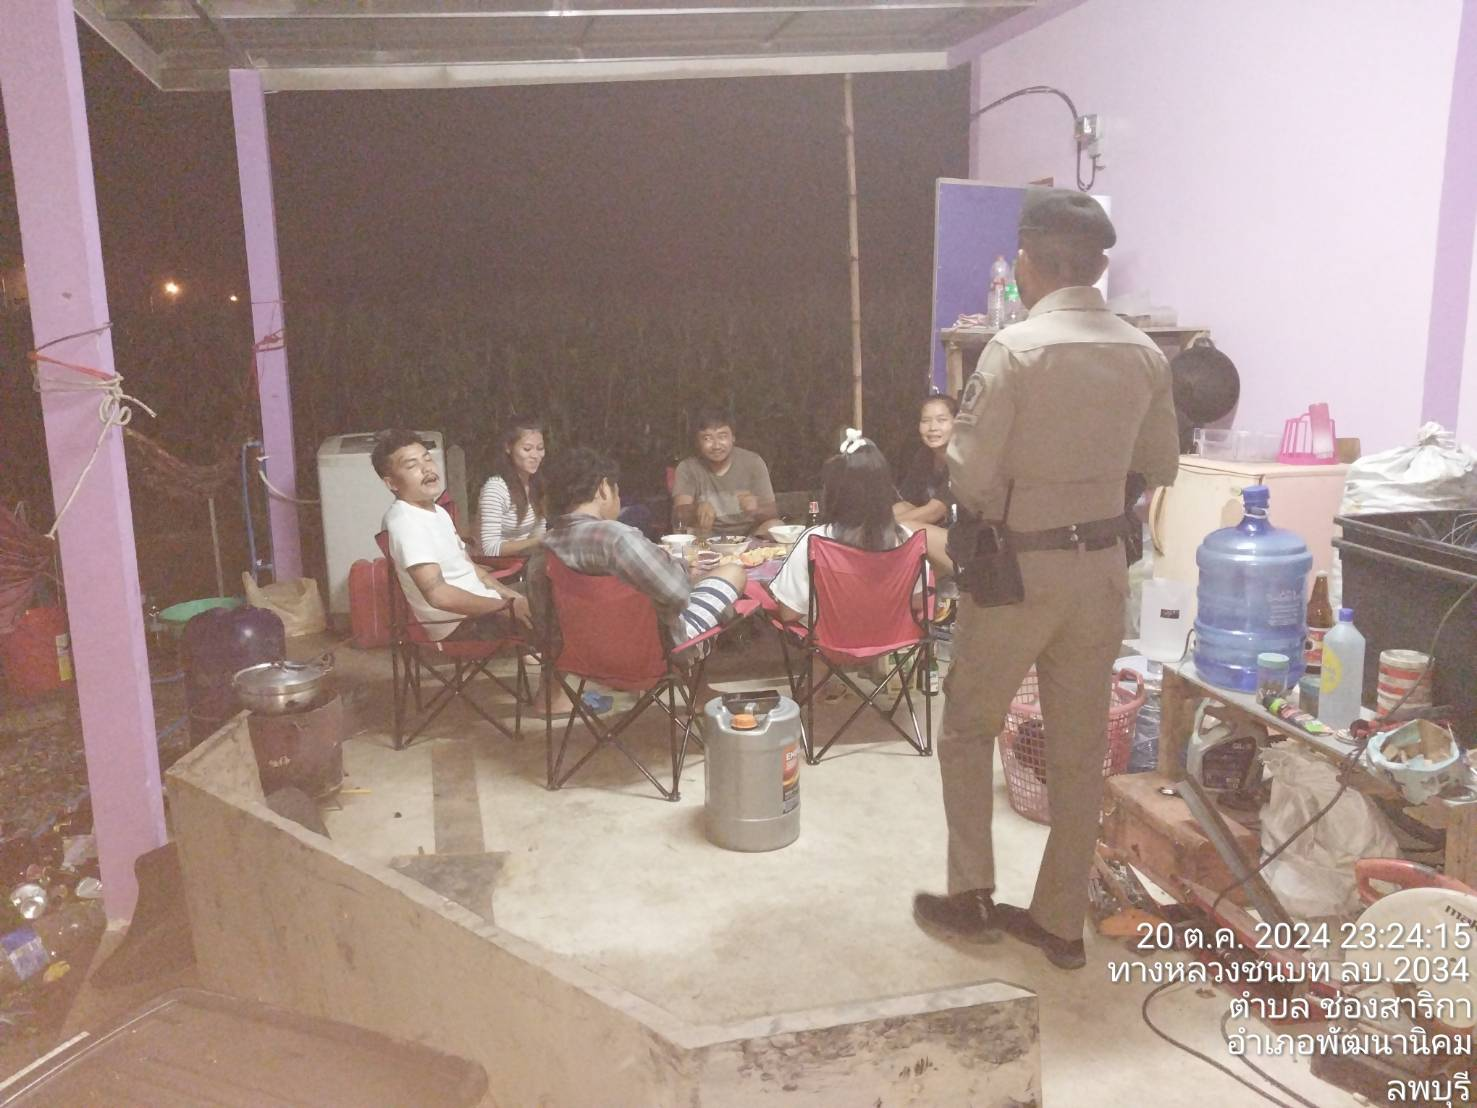 20 ต.ค. 2024 23:24:15
ทางหลวงชนบท ลบ.2034
ตำบล ช่องสาริกา
อำเภอพัฒนานิคม
ลพบุรี